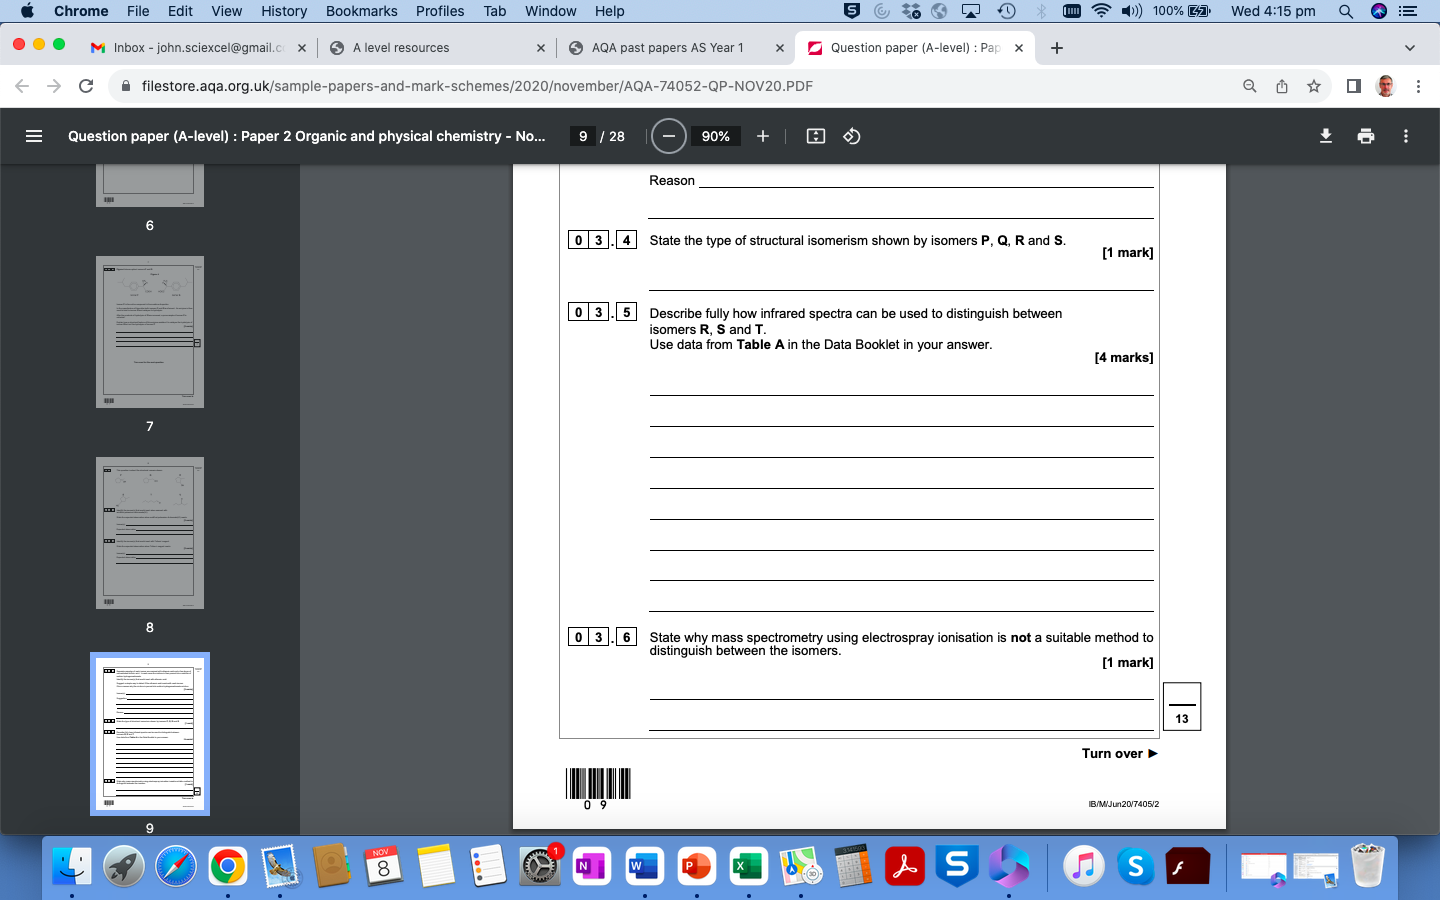 Chrome File Edit View History Bookmarks Profiles Tab Window Help 100% Wed 4:15 pm
Inbox - john.sciexcel@gmail.c
A level resources
AQA past papers AS Year 1
Question paper (A-level) : Pap
filestore.aqa.org.uk/sample-papers-and-mark-schemes/2020/november/AQA-74052-QP-NOV20.PDF
Question paper (A-level) : Paper 2 Organic and physical chemistry - No... 9 / 28 90%
6
7
8
9
Reason
0 3 . 4 State the type of structural isomerism shown by isomers P, Q, R and S.
[1 mark]
0 3 . 5 Describe fully how infrared spectra can be used to distinguish between
isomers R, S and T.
Use data from Table A in the Data Booklet in your answer.
[4 marks]
0 3 . 6 State why mass spectrometry using electrospray ionisation is not a suitable method to
distinguish between the isomers.
[1 mark]
13
Turn over
0 9
IB/M/Jun20/7405/2
NOV
8
1